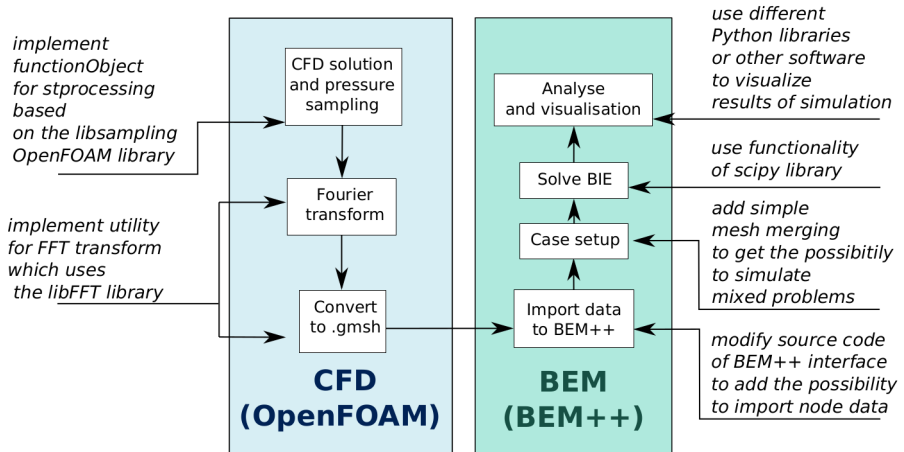 implement
functionObject
for stprocessing
based
on the libsampling
OpenFOAM library
implement utility
for FFT transform
which uses
the libFFT library
CFD solution
and pressure
sampling
Fourier
transform
Convert
to .gmsh
CFD
(OpenFOAM)
Analyse
and visualisation
Solve BIE
Case setup
Import data
to BEM++
BEM
(BEM++)
use different
Python libraries
or other software
to visualize
results of simulation
use functionality
of scipy library
add simple
mesh merging
to get the possibitily
to simulate
mixed problems
modify source code
of BEM++ interface
to add the possibility
to import node data